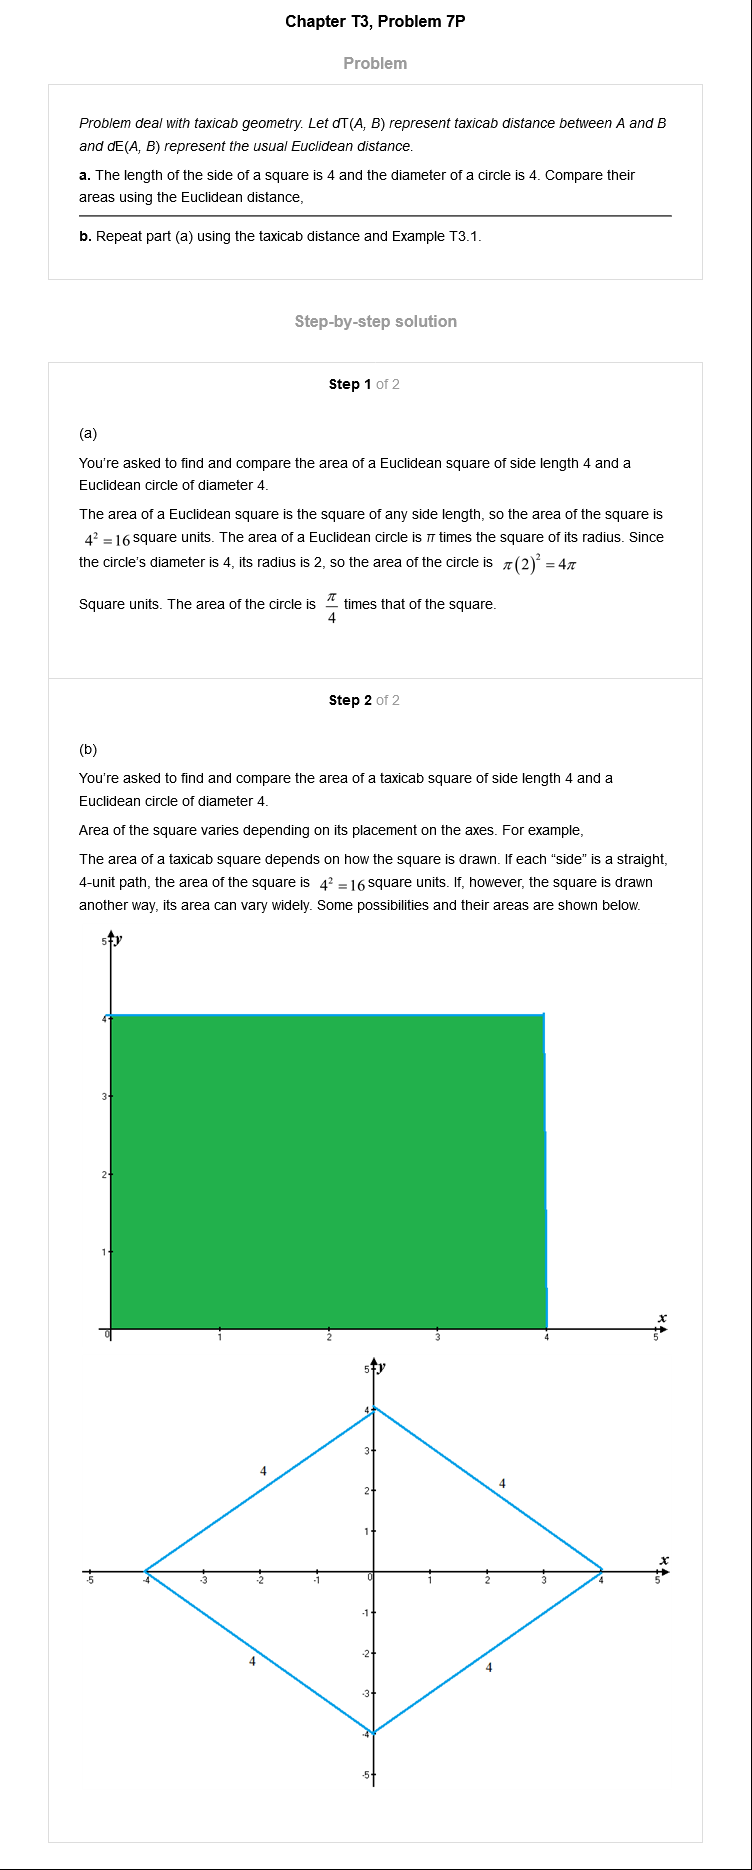 Chapter T3, Problem 7P
Problem
Problem deal with taxicab geometry. Let dT(A, B) represent taxicab distance between A and B
and dE(A, B) represent the usual Euclidean distance.
a. The length of the side of a square is 4 and the diameter of a circle is 4. Compare their
areas using the Euclidean distance,
b. Repeat part (a) using the taxicab distance and Example T3.1.
Step-by-step solution
Step 1 of 2
(a)
You're asked to find and compare the area of a Euclidean square of side length 4 and a
Euclidean circle of diameter 4.
The area of a Euclidean square is the square of any side length, so the area of the square is
4² = 16 square units. The area of a Euclidean circle is π times the square of its radius. Since
the circle's diameter is 4, its radius is 2, so the area of the circle is π(2)² = 4π
Square units. The area of the circle is π/4 times that of the square.
Step 2 of 2
(b)
You're asked to find and compare the area of a taxicab square of side length 4 and a
Euclidean circle of diameter 4.
Area of the square varies depending on its placement on the axes. For example,
The area of a taxicab square depends on how the square is drawn. If each “side” is a straight,
4-unit path, the area of the square is 4² = 16 square units. If, however, the square is drawn
another way, its area can vary widely. Some possibilities and their areas are shown below.
5 y
4
3
2
1
x
0 1 2 3 4 5
5 y
4
4
3
4
2
1
x
-5 -4 -3 -2 -1 0 1 2 3 4 5
-1
-2
4
4
-3
-4
-5